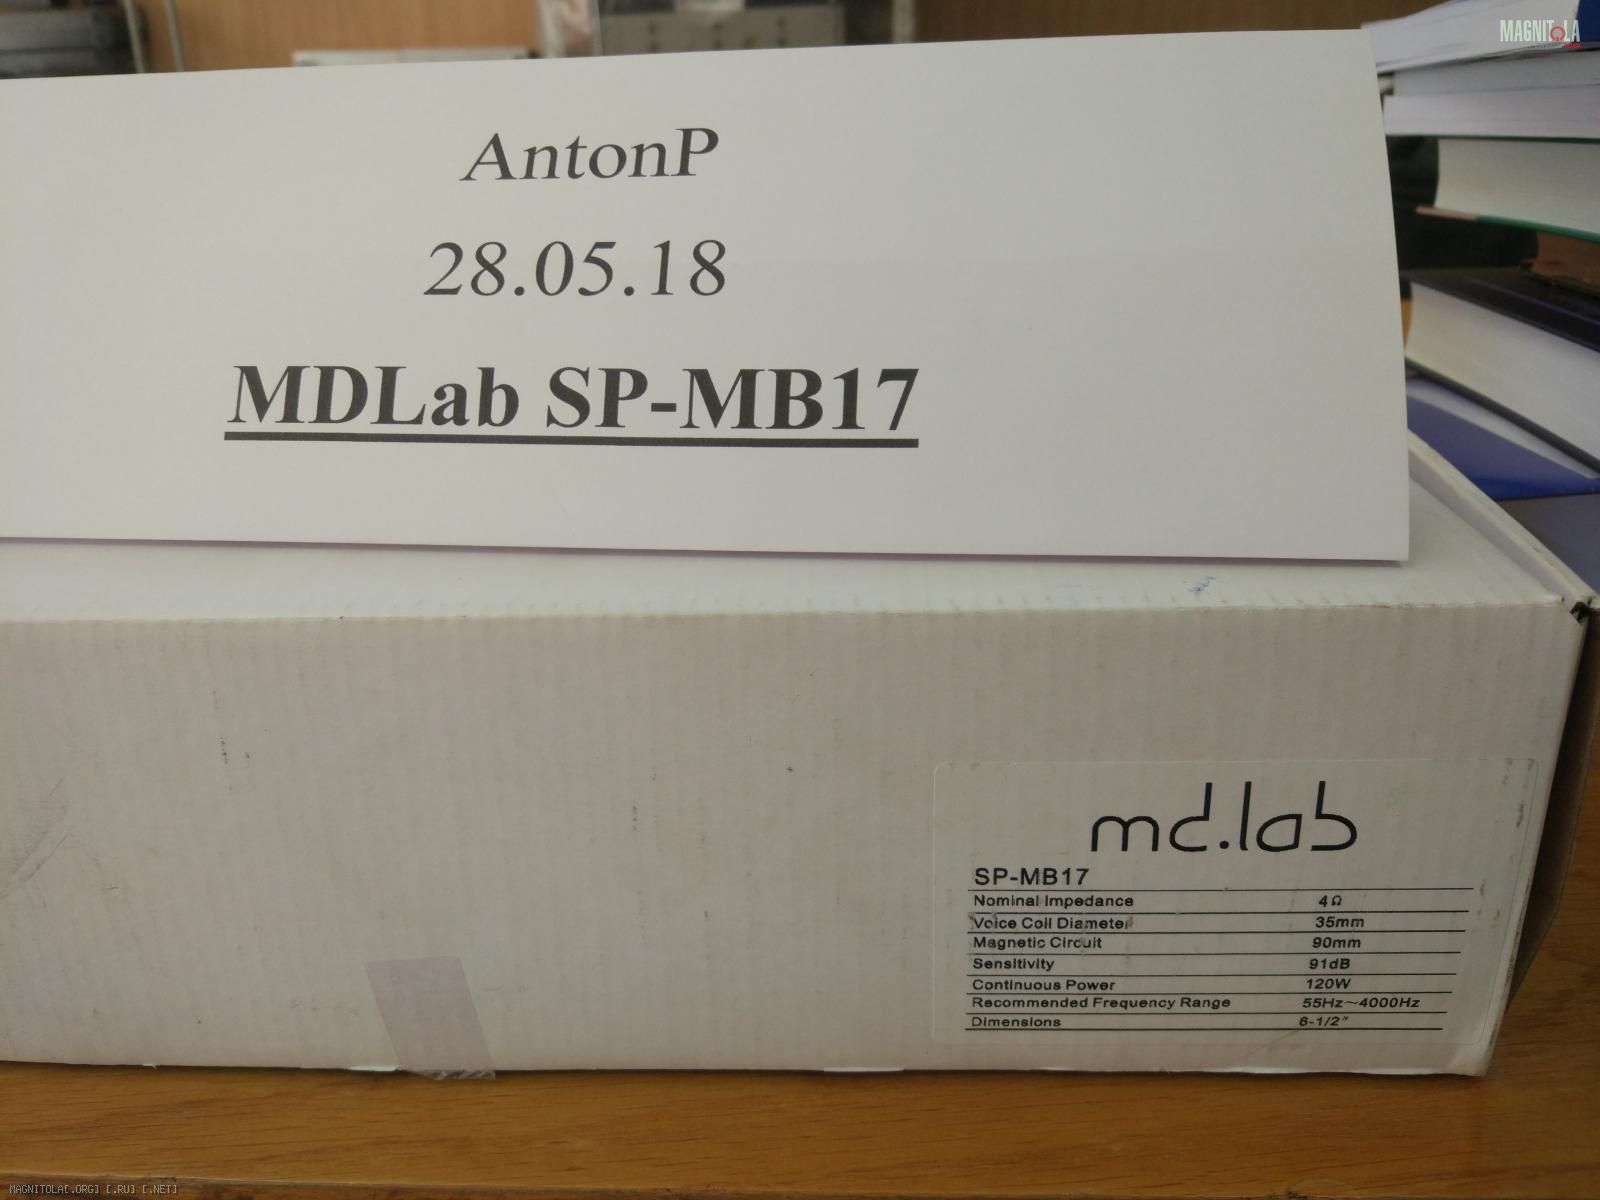 MAGNITOLA
AntonP
28.05.18
MDLab SP-MB17
md.lab
SP-MB17
Nominal Impedance 4Ω
Voice Coil Diameter 35mm
Magnetic Circuit 90mm
Sensitivity 91dB
Continuous Power 120W
Recommended Frequency Range 55Hz~4000Hz
Dimensions 6-1/2"
MAGNITOLA[.ORG] [.RU] [.NET]